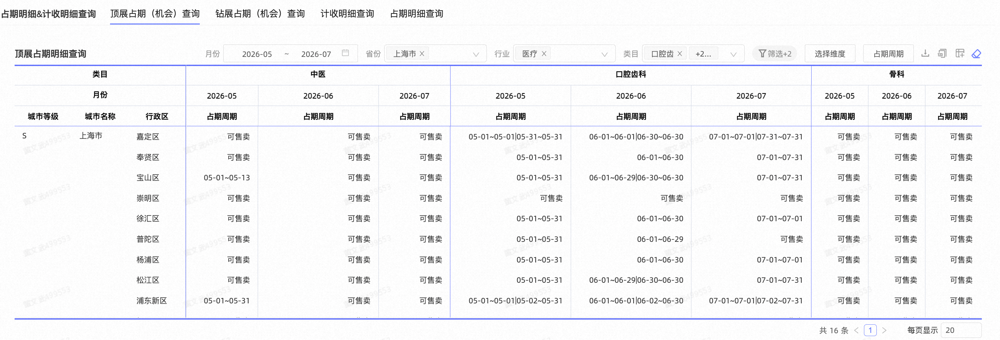 占期明细&计收明细查询 顶展占期（机会）查询 钻展占期（机会）查询 计收明细查询 占期明细查询
顶展占期明细查询 月份 2026-05 ~ 2026-07 省份 上海市 × 行业 医疗 × 类目 口腔齿 × +2... 筛选+2 选择维度 占期周期
类目 中医 口腔齿科 骨科
月份 2026-05 2026-06 2026-07 2026-05 2026-06 2026-07 2026-05 2026-06 2026-07
城市等级 城市名称 行政区 占期周期 占期周期 占期周期 占期周期 占期周期 占期周期 占期周期 占期周期 占期周期
S 上海市 嘉定区 可售卖 可售卖 可售卖 05-01~05-01|05-31~05-31 06-01~06-01|06-30~06-30 07-01~07-01|07-31~07-31 可售卖 可售卖 可售卖
奉贤区 可售卖 可售卖 可售卖 05-01~05-31 06-01~06-30 07-01~07-31 可售卖 可售卖 可售卖
宝山区 05-01~05-13 可售卖 可售卖 05-01~05-31 06-01~06-29|06-30~06-30 07-01~07-31 可售卖 可售卖 可售卖
崇明区 可售卖 可售卖 可售卖 可售卖 可售卖 可售卖 可售卖 可售卖 可售卖
徐汇区 可售卖 可售卖 可售卖 05-01~05-31 06-01~06-30 07-01~07-01 可售卖 可售卖 可售卖
普陀区 可售卖 可售卖 可售卖 05-01~05-31 06-01~06-29 可售卖 可售卖 可售卖 可售卖
杨浦区 可售卖 可售卖 可售卖 05-01~05-31 06-01~06-30 07-01~07-01 可售卖 可售卖 可售卖
松江区 可售卖 可售卖 可售卖 05-01~05-31 06-01~06-29|06-30~06-30 07-01~07-31 可售卖 可售卖 可售卖
浦东新区 05-01~05-31 可售卖 可售卖 05-01~05-01|05-02~05-31 06-01~06-01|06-02~06-30 07-01~07-01|07-02~07-31 可售卖 可售卖 可售卖
共 16 条 < 1 > 每页显示 20